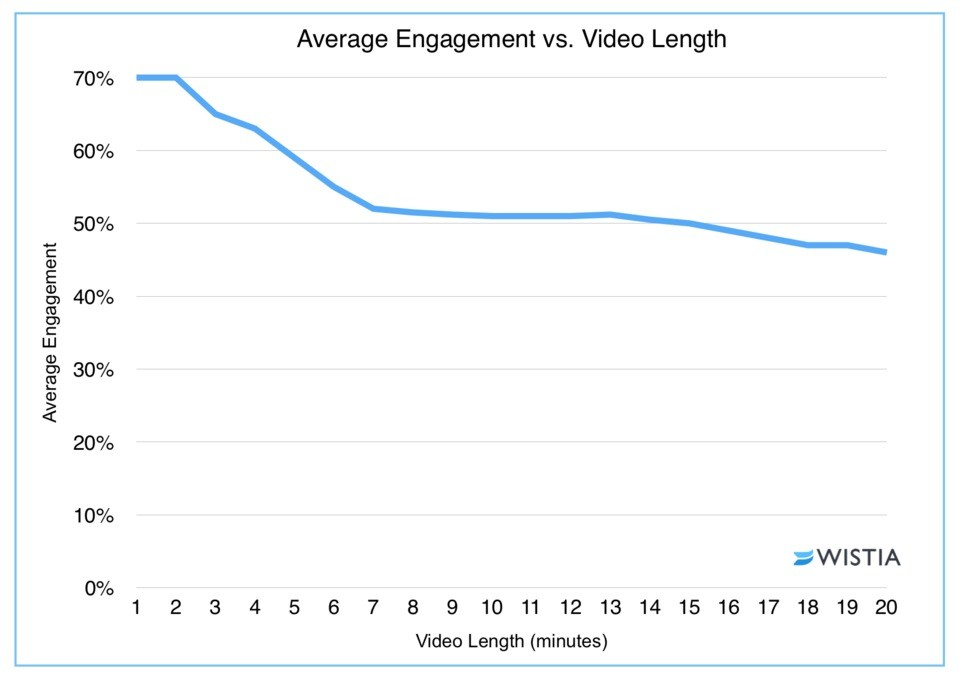 Average Engagement vs. Video Length
70%
60%
50%
40%
30%
20%
10%
0%
Average Engagement
1 2 3 4 5 6 7 8 9 10 11 12 13 14 15 16 17 18 19 20
Video Length (minutes)
WISTIA